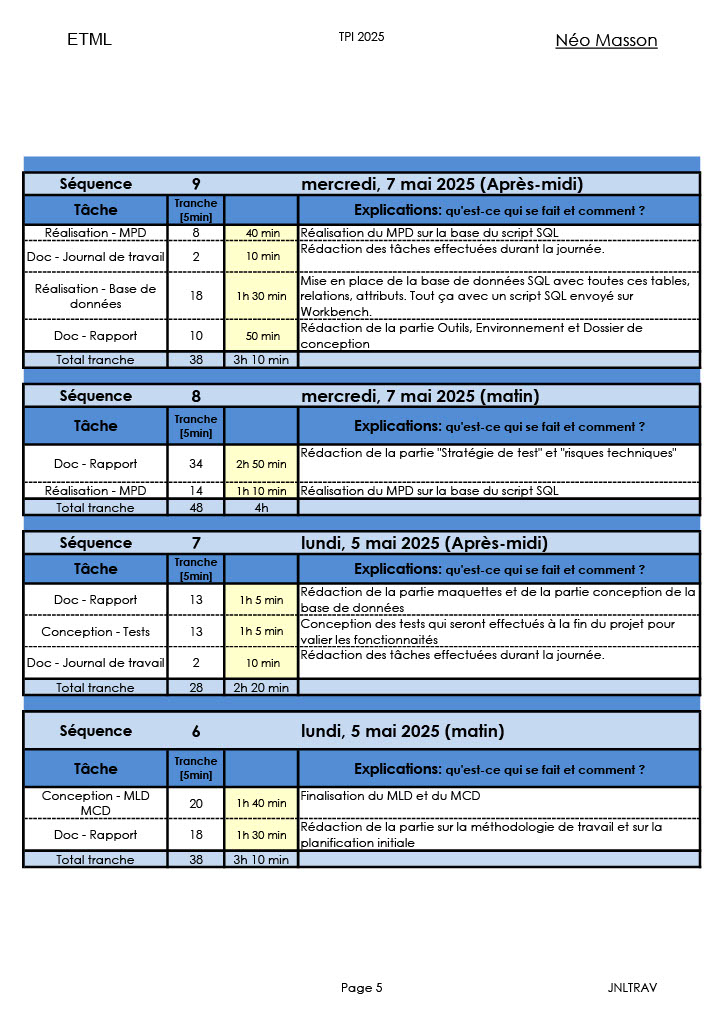 ETML TPI 2025 Néo Masson
Séquence 9 mercredi, 7 mai 2025 (Après-midi)
Tâche Tranche [5min] Explications: qu'est-ce qui se fait et comment ?
Réalisation - MPD 8 40 min Réalisation du MPD sur la base du script SQL
Doc - Journal de travail 2 10 min Rédaction des tâches effectuées durant la journée.
Réalisation - Base de données 18 1h 30 min Mise en place de la base de données SQL avec toutes ces tables,
relations, attributs. Tout ça avec un script SQL envoyé sur
Workbench.
Doc - Rapport 10 50 min Rédaction de la partie Outils, Environnement et Dossier de
conception
Total tranche 38 3h 10 min
Séquence 8 mercredi, 7 mai 2025 (matin)
Tâche Tranche [5min] Explications: qu'est-ce qui se fait et comment ?
Doc - Rapport 34 2h 50 min Rédaction de la partie "Stratégie de test" et "risques techniques"
Réalisation - MPD 14 1h 10 min Réalisation du MPD sur la base du script SQL
Total tranche 48 4h
Séquence 7 lundi, 5 mai 2025 (Après-midi)
Tâche Tranche [5min] Explications: qu'est-ce qui se fait et comment ?
Doc - Rapport 13 1h 5 min Rédaction de la partie maquettes et de la partie conception de la
base de données
Conception - Tests 13 1h 5 min Conception des tests qui seront effectués à la fin du projet pour
valier les fonctionnaités
Doc - Journal de travail 2 10 min Rédaction des tâches effectuées durant la journée.
Total tranche 28 2h 20 min
Séquence 6 lundi, 5 mai 2025 (matin)
Tâche Tranche [5min] Explications: qu'est-ce qui se fait et comment ?
Conception - MLD MCD 20 1h 40 min Finalisation du MLD et du MCD
Doc - Rapport 18 1h 30 min Rédaction de la partie sur la méthodologie de travail et sur la
planification initiale
Total tranche 38 3h 10 min
Page 5 JNLTRAV